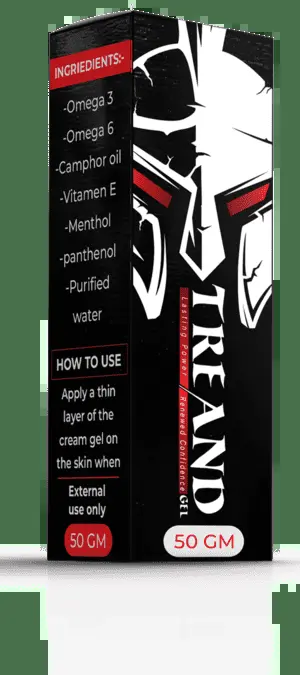 INGRIEDIENTS:-
-Omega 3
-Omega 6
-Camphor oil
-Vitamen E
-Menthol
-panthenol
-Purified
water
HOW TO USE
Apply a thin
layer of the
cream gel on
the skin when
External
use only
50 GM
TREAND
Lasting Power
Renewed Confidence
GEL
50 GM